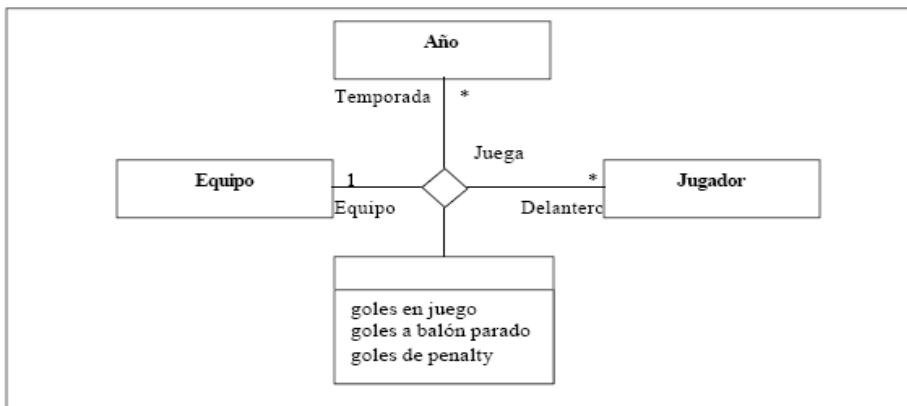 Año
Temporada *
Juega
Equipo 1 * Jugador
Equipo Delantero
goles en juego
goles a balón parado
goles de penalty